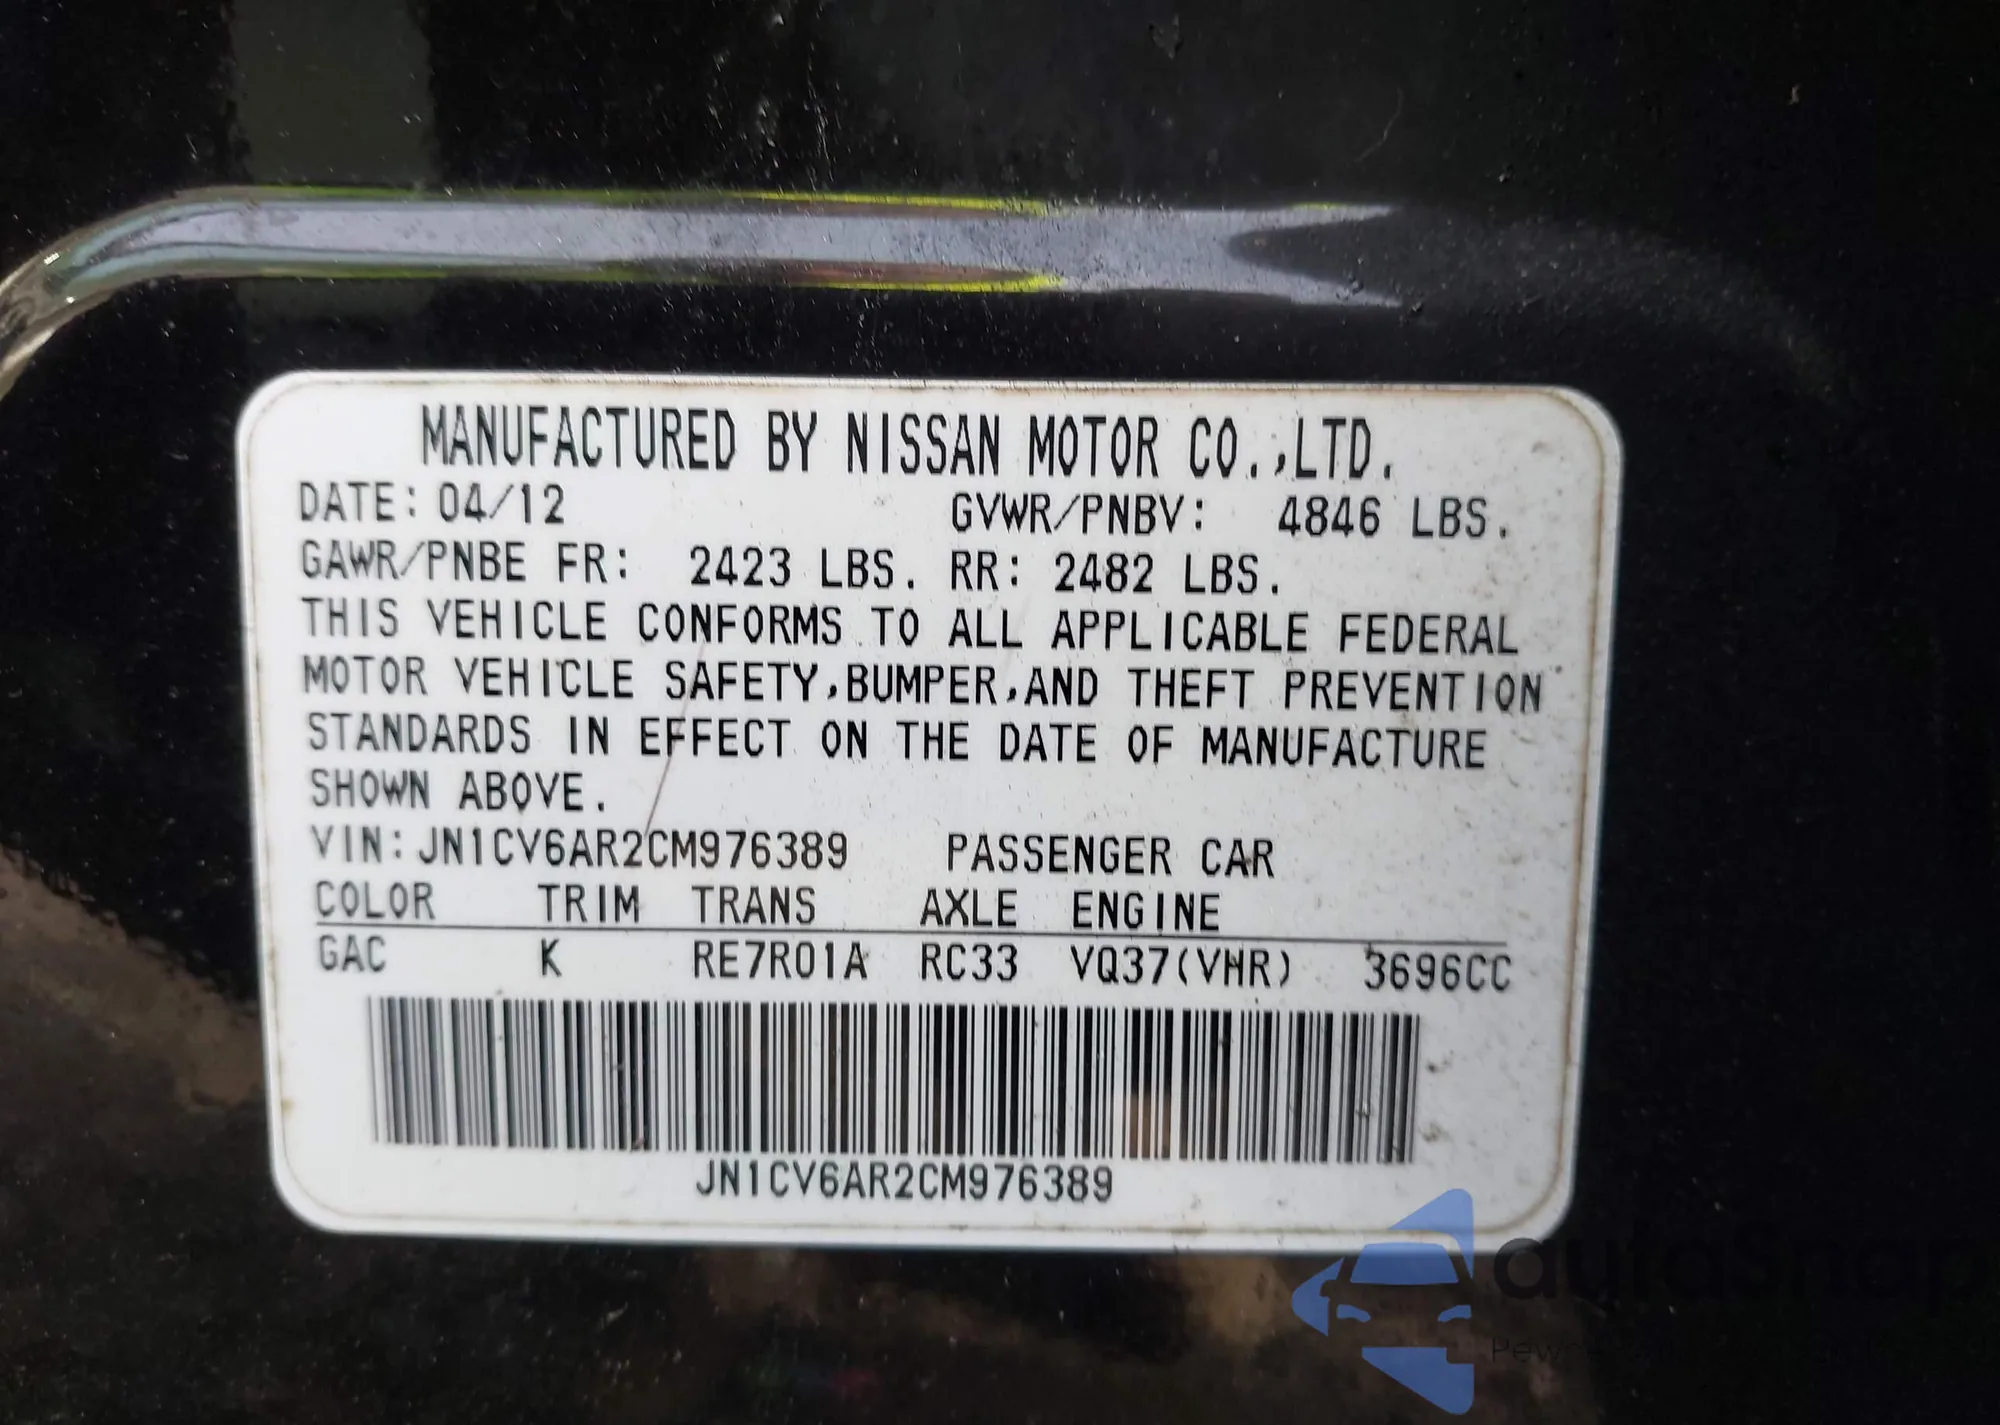 MANUFACTURED BY NISSAN MOTOR CO.,LTD.
DATE: 04/12 GVWR/PNBV: 4846 LBS.
GAWR/PNBE FR: 2423 LBS. RR: 2482 LBS.
THIS VEHICLE CONFORMS TO ALL APPLICABLE FEDERAL
MOTOR VEHICLE SAFETY,BUMPER,AND THEFT PREVENTION
STANDARDS IN EFFECT ON THE DATE OF MANUFACTURE
SHOWN ABOVE.
VIN:JN1CV6AR2CM976389 PASSENGER CAR
COLOR TRIM TRANS AXLE ENGINE
GAC K RE7R01A RC33 VQ37(VHR) 3696CC
JN1CV6AR2CM976389